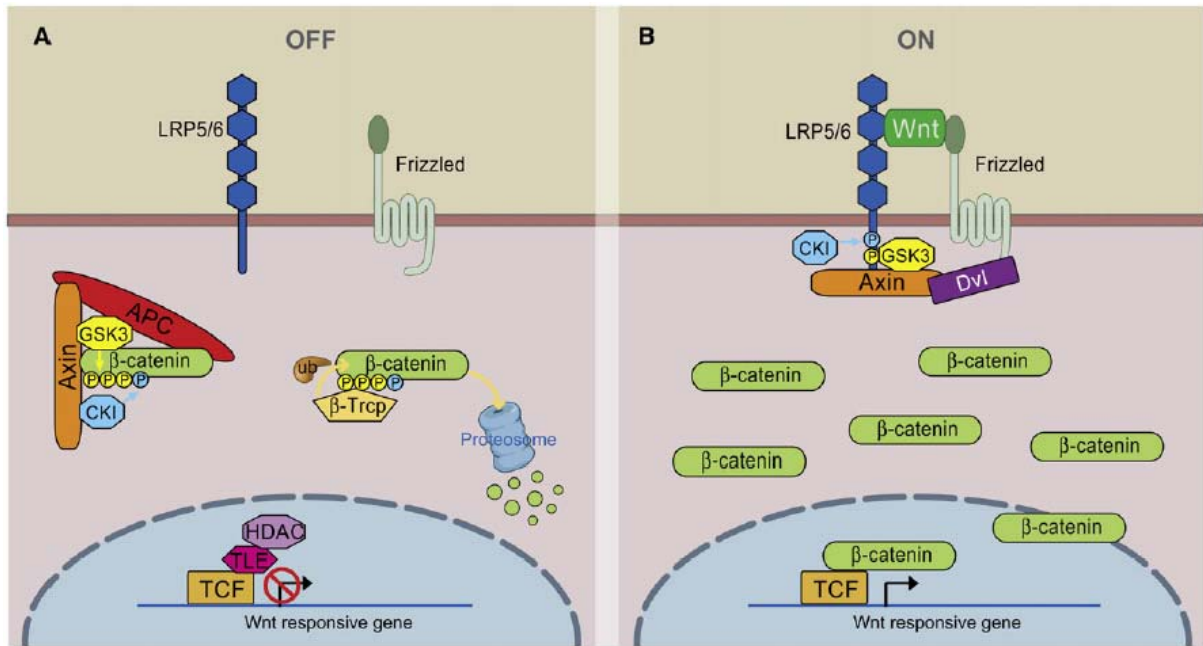 A
OFF
LRP5/6
Frizzled
APC
Axin
GSK3
β-catenin
P P P P
CKI
ub
β-catenin
P P P P
β-Trcp
Proteosome
HDAC
TLE
TCF
Wnt responsive gene
B
ON
LRP5/6
Wnt
Frizzled
CKI
P
P
GSK3
Axin
Dvl
β-catenin
β-catenin
β-catenin
β-catenin
β-catenin
β-catenin
β-catenin
TCF
Wnt responsive gene